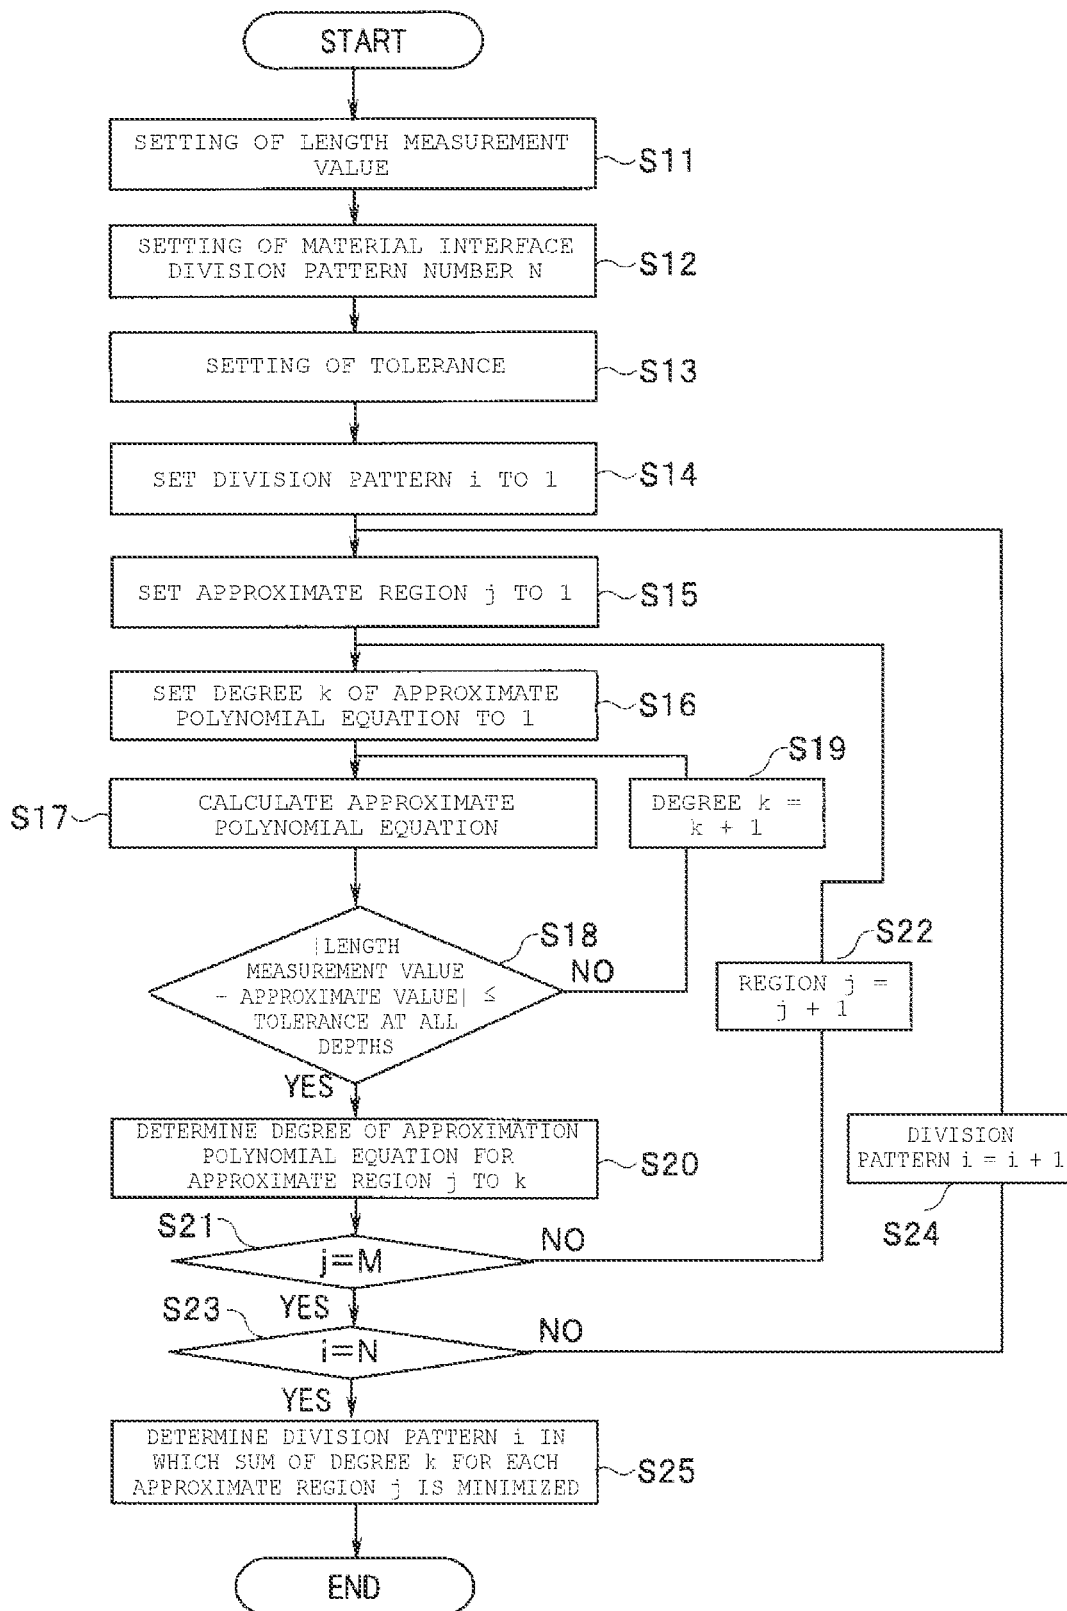 START
SETTING OF LENGTH MEASUREMENT
VALUE
S11
SETTING OF MATERIAL INTERFACE
DIVISION PATTERN NUMBER N
S12
SETTING OF TOLERANCE
S13
SET DIVISION PATTERN i TO 1
S14
SET APPROXIMATE REGION j TO 1
S15
SET DEGREE k OF APPROXIMATE
POLYNOMIAL EQUATION TO 1
S16
S19
DEGREE k =
k + 1
S17
CALCULATE APPROXIMATE
POLYNOMIAL EQUATION
S18
|LENGTH
MEASUREMENT VALUE
- APPROXIMATE VALUE| ≤
TOLERANCE AT ALL
DEPTHS
NO
YES
S22
REGION j =
j + 1
DETERMINE DEGREE OF APPROXIMATION
POLYNOMIAL EQUATION FOR
APPROXIMATE REGION j TO k
S20
DIVISION
PATTERN i = i + 1
S24
S21
j=M
NO
YES
S23
i=N
NO
YES
DETERMINE DIVISION PATTERN i IN
WHICH SUM OF DEGREE k FOR EACH
APPROXIMATE REGION j IS MINIMIZED
S25
END